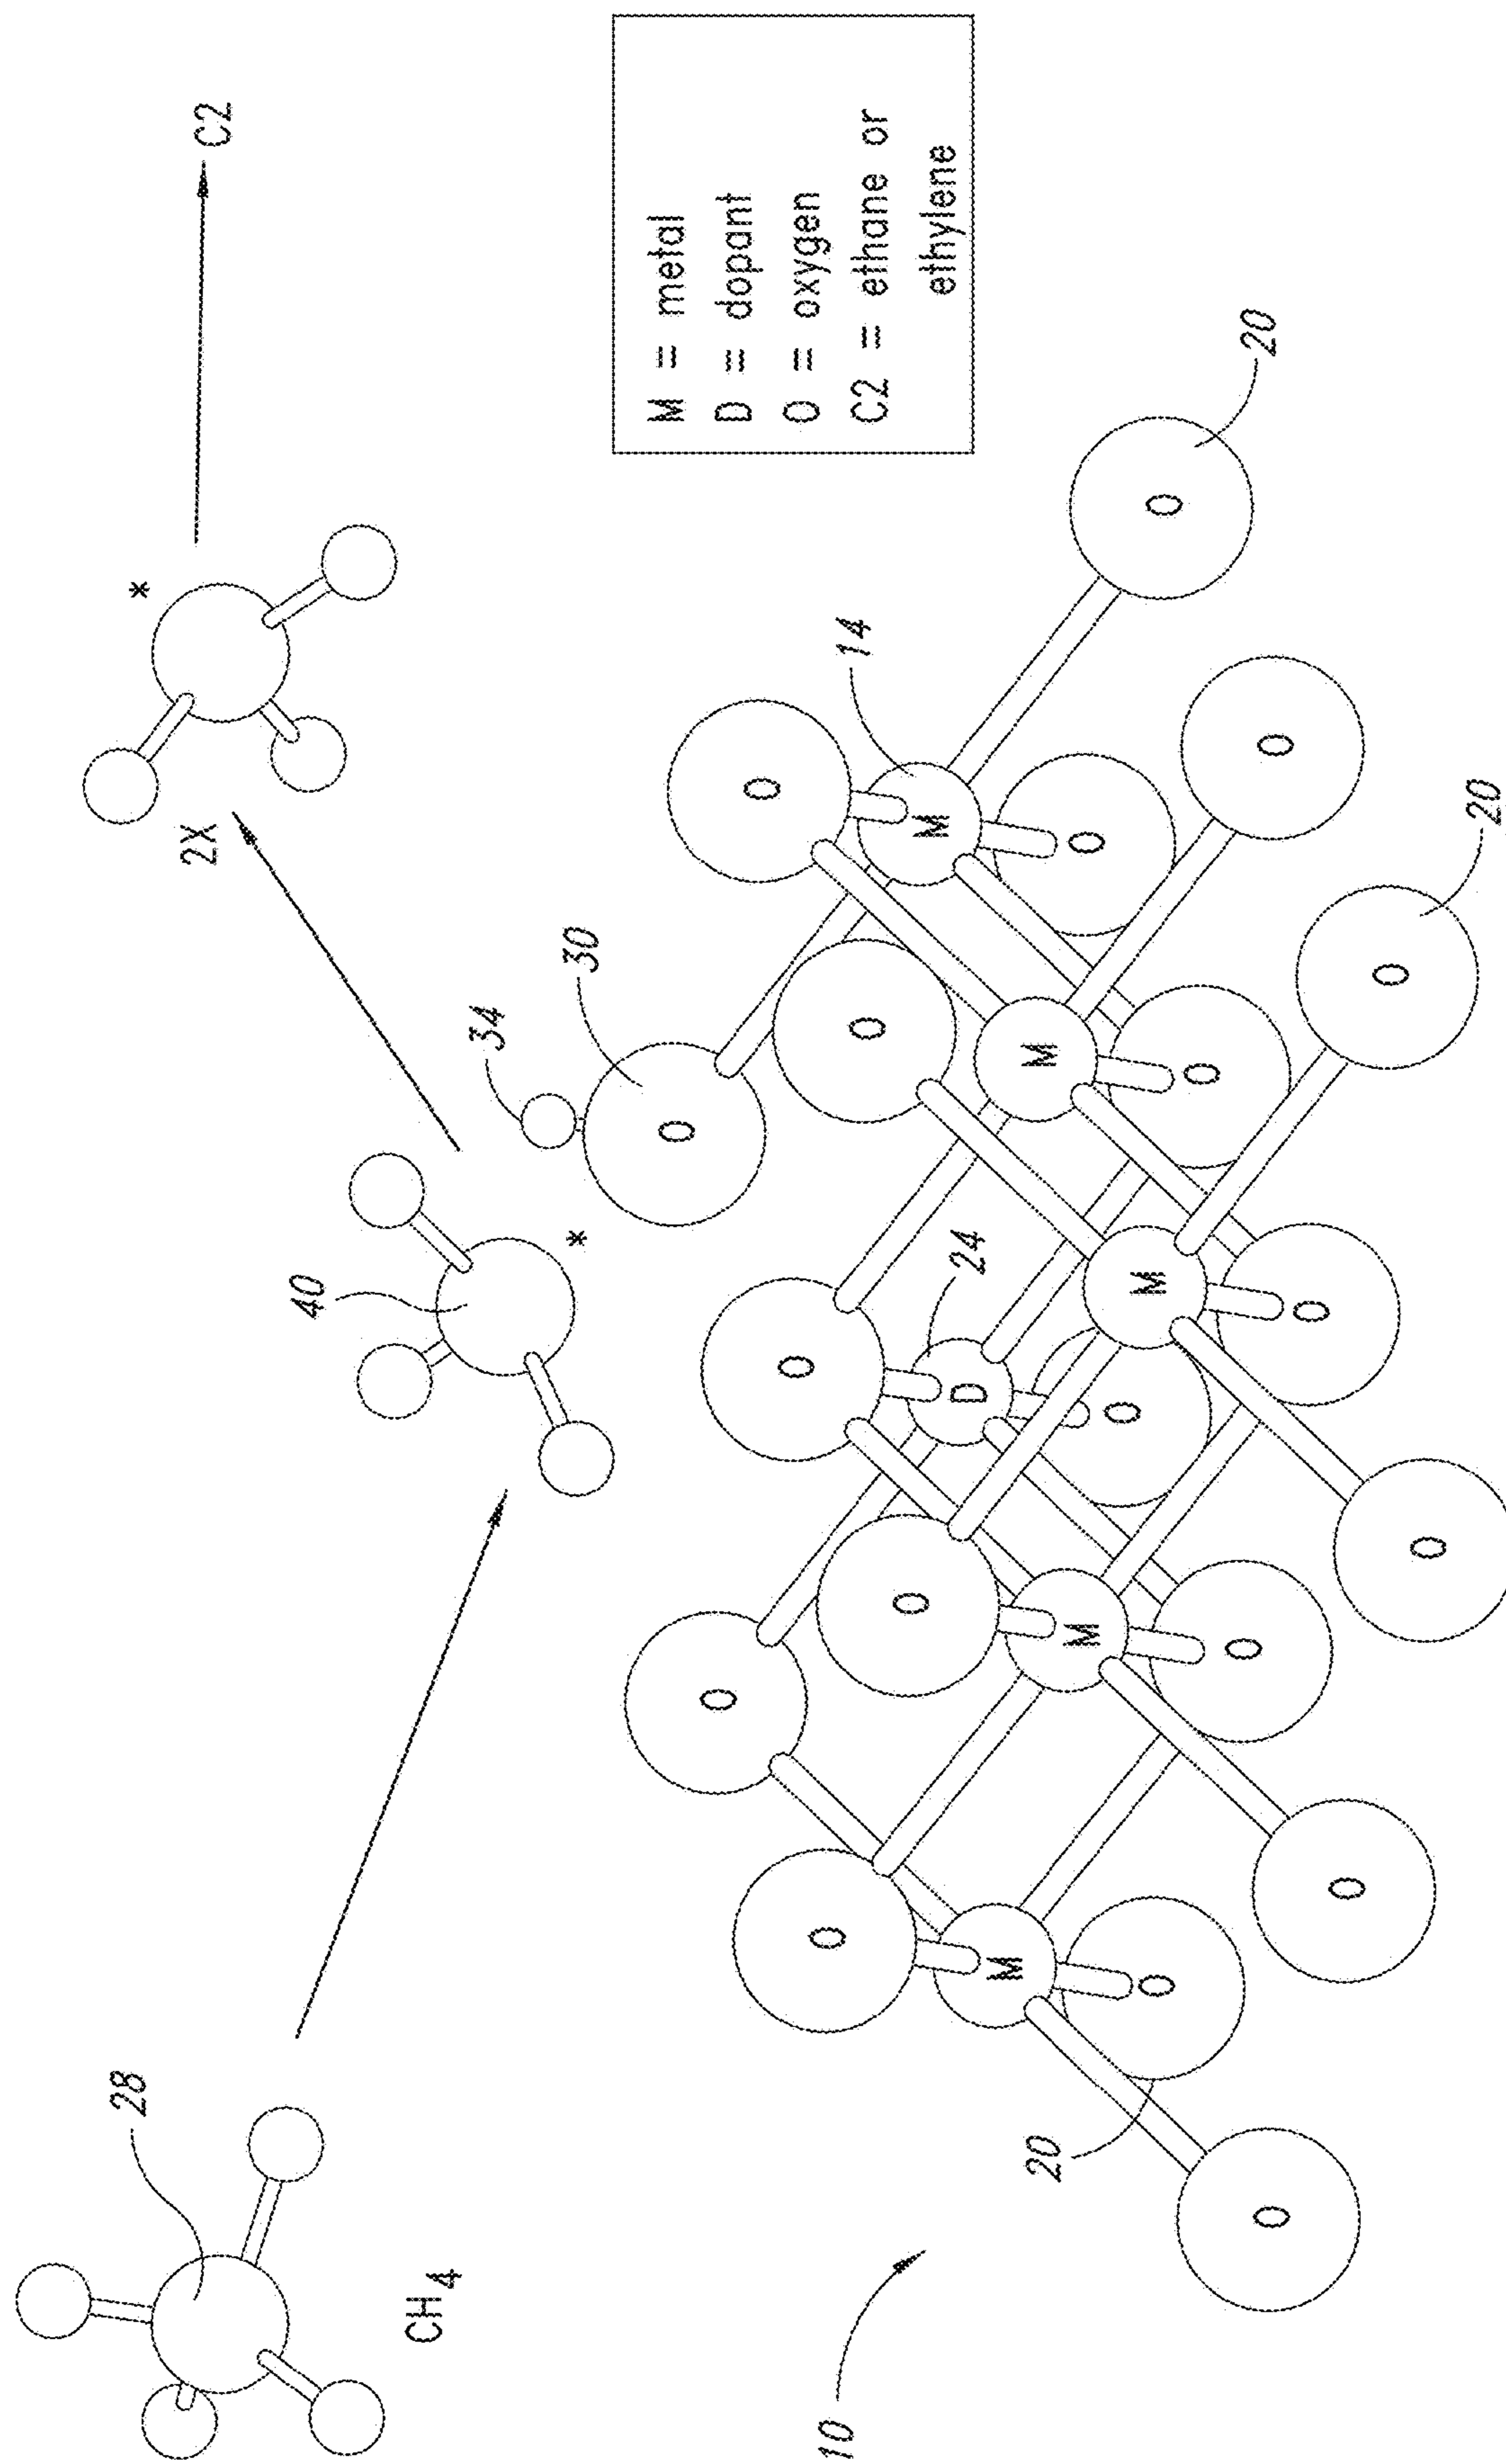 28
*
C2
2X
40
CH4
34
*
30
M = metal
D = dopant
O = oxygen
C2 = ethane or
ethylene
O
O
O
O
O
10
14
O
O
M
D
24
M
M
20
M
O
O
M
O
O
O
O
20
O
O
O
O
O
O
20